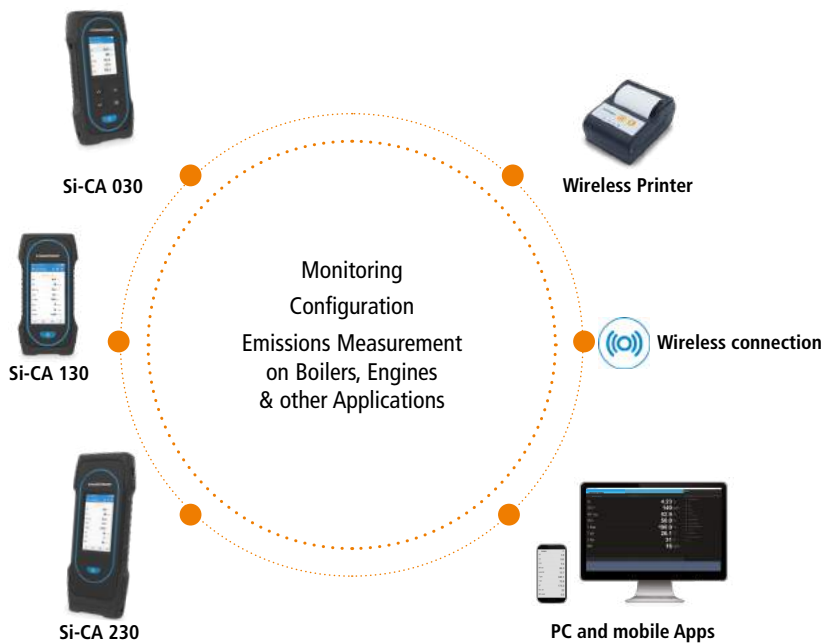 Si-CA 030
Wireless Printer
Monitoring
Configuration
Emissions Measurement
on Boilers, Engines
& other Applications
Si-CA 130
Wireless connection
Si-CA 230
PC and mobile Apps